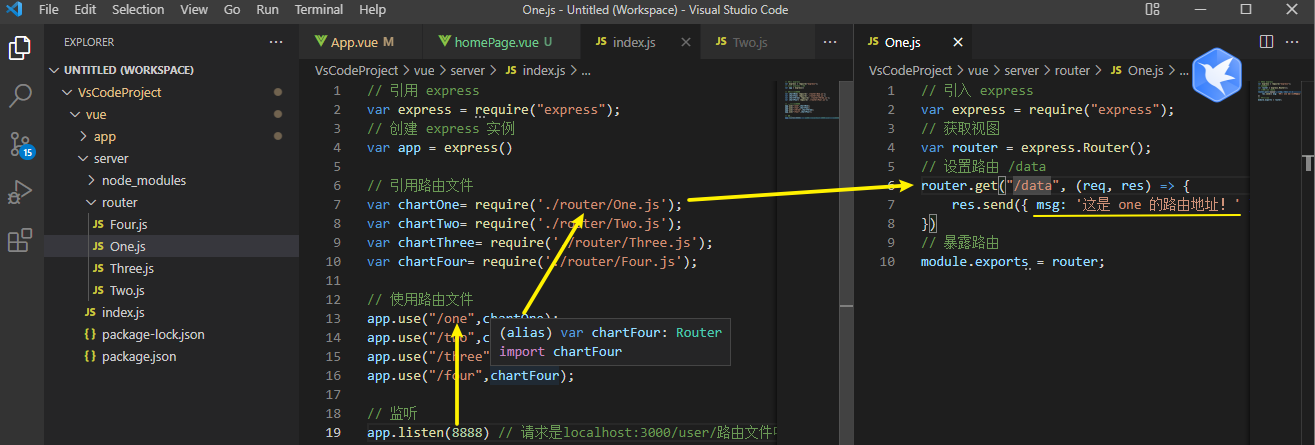 File Edit Selection View Go Run Terminal Help
One.js - Untitled (Workspace) - Visual Studio Code
EXPLORER
UNTITLED (WORKSPACE)
VsCodeProject
vue
app
server
node_modules
router
Four.js
One.js
Three.js
Two.js
index.js
package-lock.json
package.json
15
App.vue M
homePage.vue U
index.js
Two.js
VsCodeProject > vue > server > index.js > ...
1 // 引用 express
2 var express = require("express");
3 // 创建 express 实例
4 var app = express()
5
6 // 引用路由文件
7 var chartOne= require('./router/One.js');
8 var chartTwo= require('./router/Two.js');
9 var chartThree= require('./router/Three.js');
10 var chartFour= require('./router/Four.js');
11
12 // 使用路由文件
13 app.use("/one",chartOne);
14 app.use("/two",c
15 app.use("/three"
16 app.use("/four",chartFour);
17
18 // 监听
19 app.listen(8888) // 请求是localhost:3000/user/路由文件
(alias) var chartFour: Router
import chartFour
One.js
VsCodeProject > vue > server > router > One.js > ...
1 // 引入 express
2 var express = require("express");
3 // 获取视图
4 var router = express.Router();
5 // 设置路由 /data
6 router.get("/data", (req, res) => {
7 res.send({ msg: '这是 one 的路由地址! '
8 })
9 // 暴露路由
10 module.exports = router;